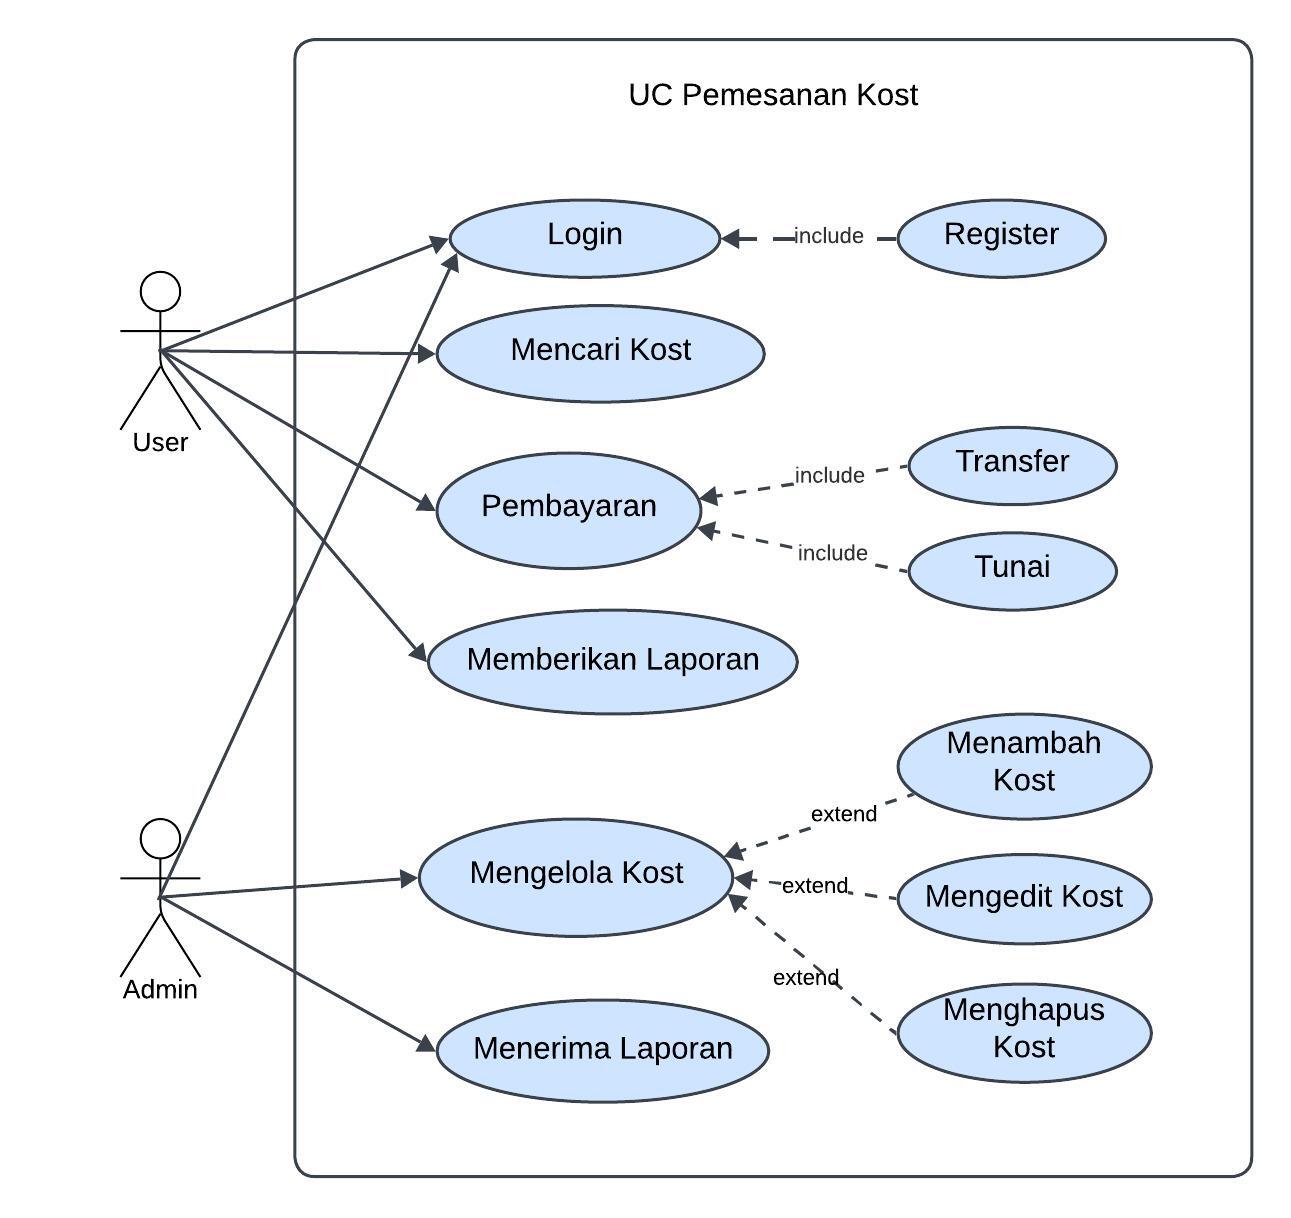 UC Pemesanan Kost
Login
include
Register
User
Mencari Kost
Pembayaran
include
Transfer
include
Tunai
Memberikan Laporan
Admin
Mengelola Kost
extend
Menambah
Kost
extend
Mengedit Kost
extend
Menghapus
Kost
Menerima Laporan